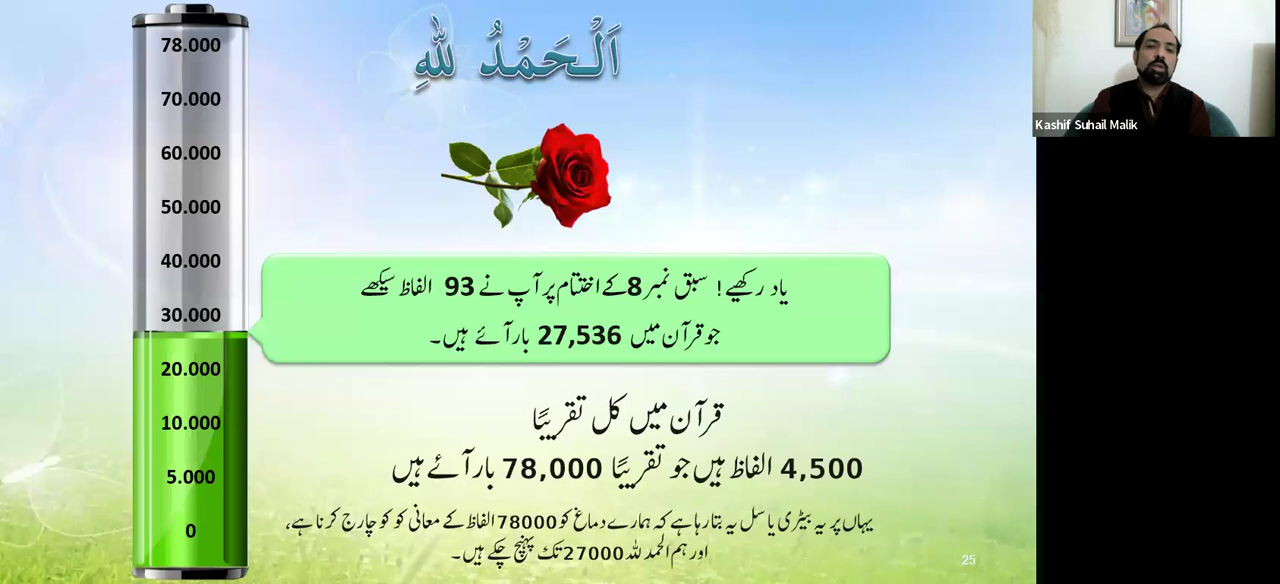 اَلْحَمْدُ لِلّٰهِ
78.000
70.000
60.000
50.000
40.000
30.000
20.000
10.000
5.000
0
یاد رکھیے! سبق نمبر 8 کے اختتام پر آپ نے 93 الفاظ سیکھے
جو قرآن میں 27,536 بار آئے ہیں۔
قرآن میں کل تقریبًا
4,500 الفاظ ہیں جو تقریبًا 78,000 بار آئے ہیں
یہاں پر یہ بیٹری یا سل یہ بتا رہا ہے کہ ہمارے دماغ کو 78000 الفاظ کے معانی کو کو چارج کرنا ہے،
اور ہم الحمد للہ 27000 تک پہنچ چکے ہیں۔
25
Kashif Suhail Malik